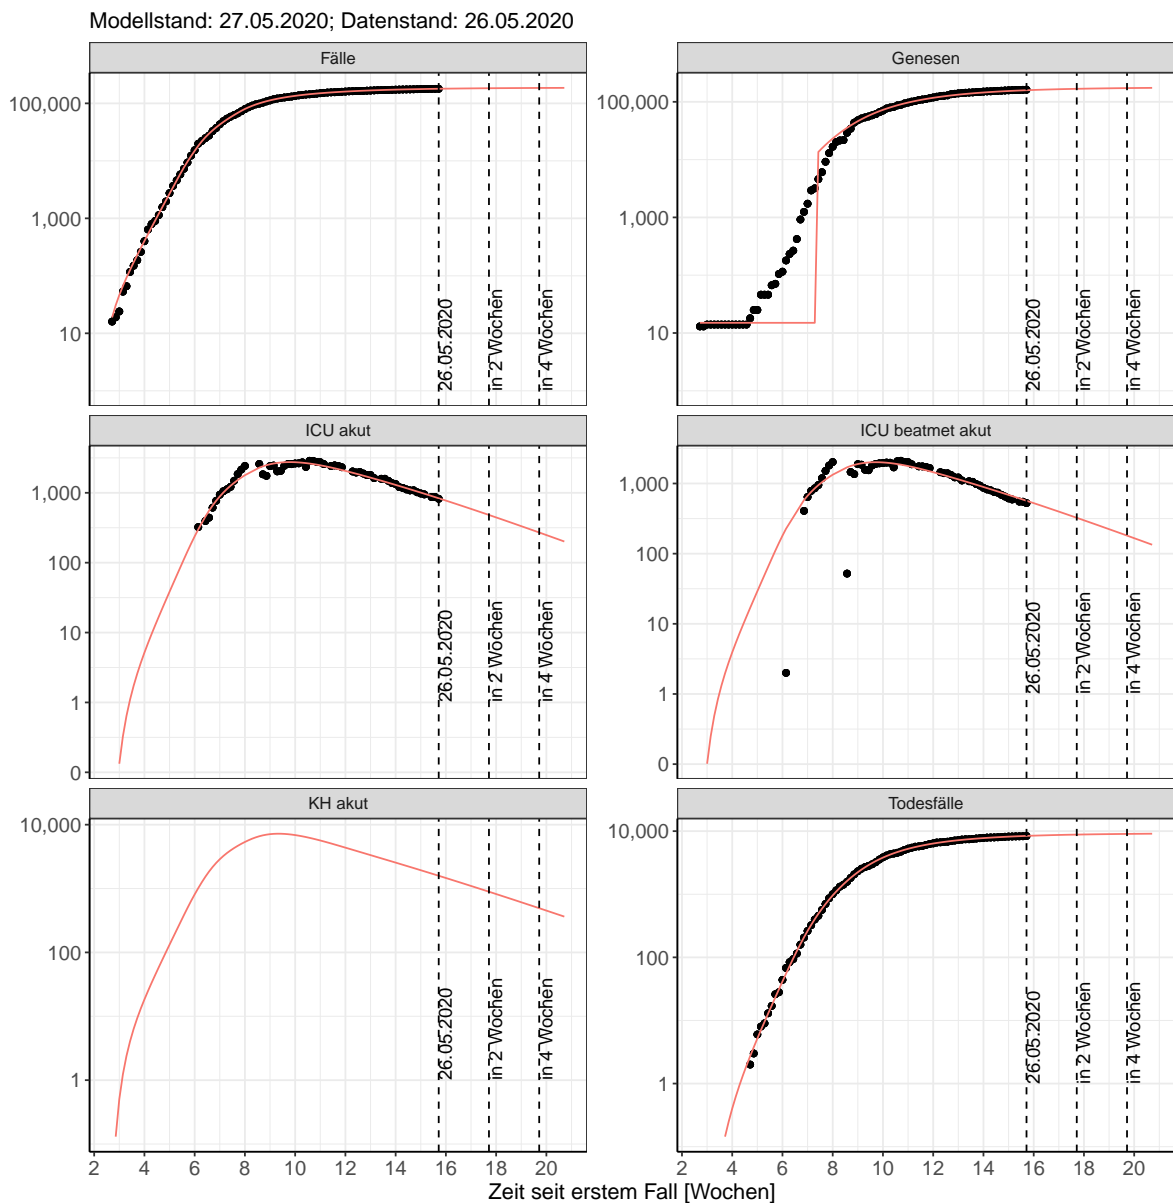 Modellstand: 27.05.2020; Datenstand: 26.05.2020
Fälle
100,000
1,000
10
26.05.2020
in 2 Wochen
in 4 Wochen
Genesen
100,000
1,000
10
26.05.2020
in 2 Wochen
in 4 Wochen
ICU akut
1,000
100
10
1
0
26.05.2020
in 2 Wochen
in 4 Wochen
ICU beatmet akut
1,000
100
10
1
0
26.05.2020
in 2 Wochen
in 4 Wochen
KH akut
10,000
100
1
26.05.2020
in 2 Wochen
in 4 Wochen
2 4 6 8 10 12 14 16 18 20
Todesfälle
10,000
100
1
26.05.2020
in 2 Wochen
in 4 Wochen
2 4 6 8 10 12 14 16 18 20
Zeit seit erstem Fall [Wochen]